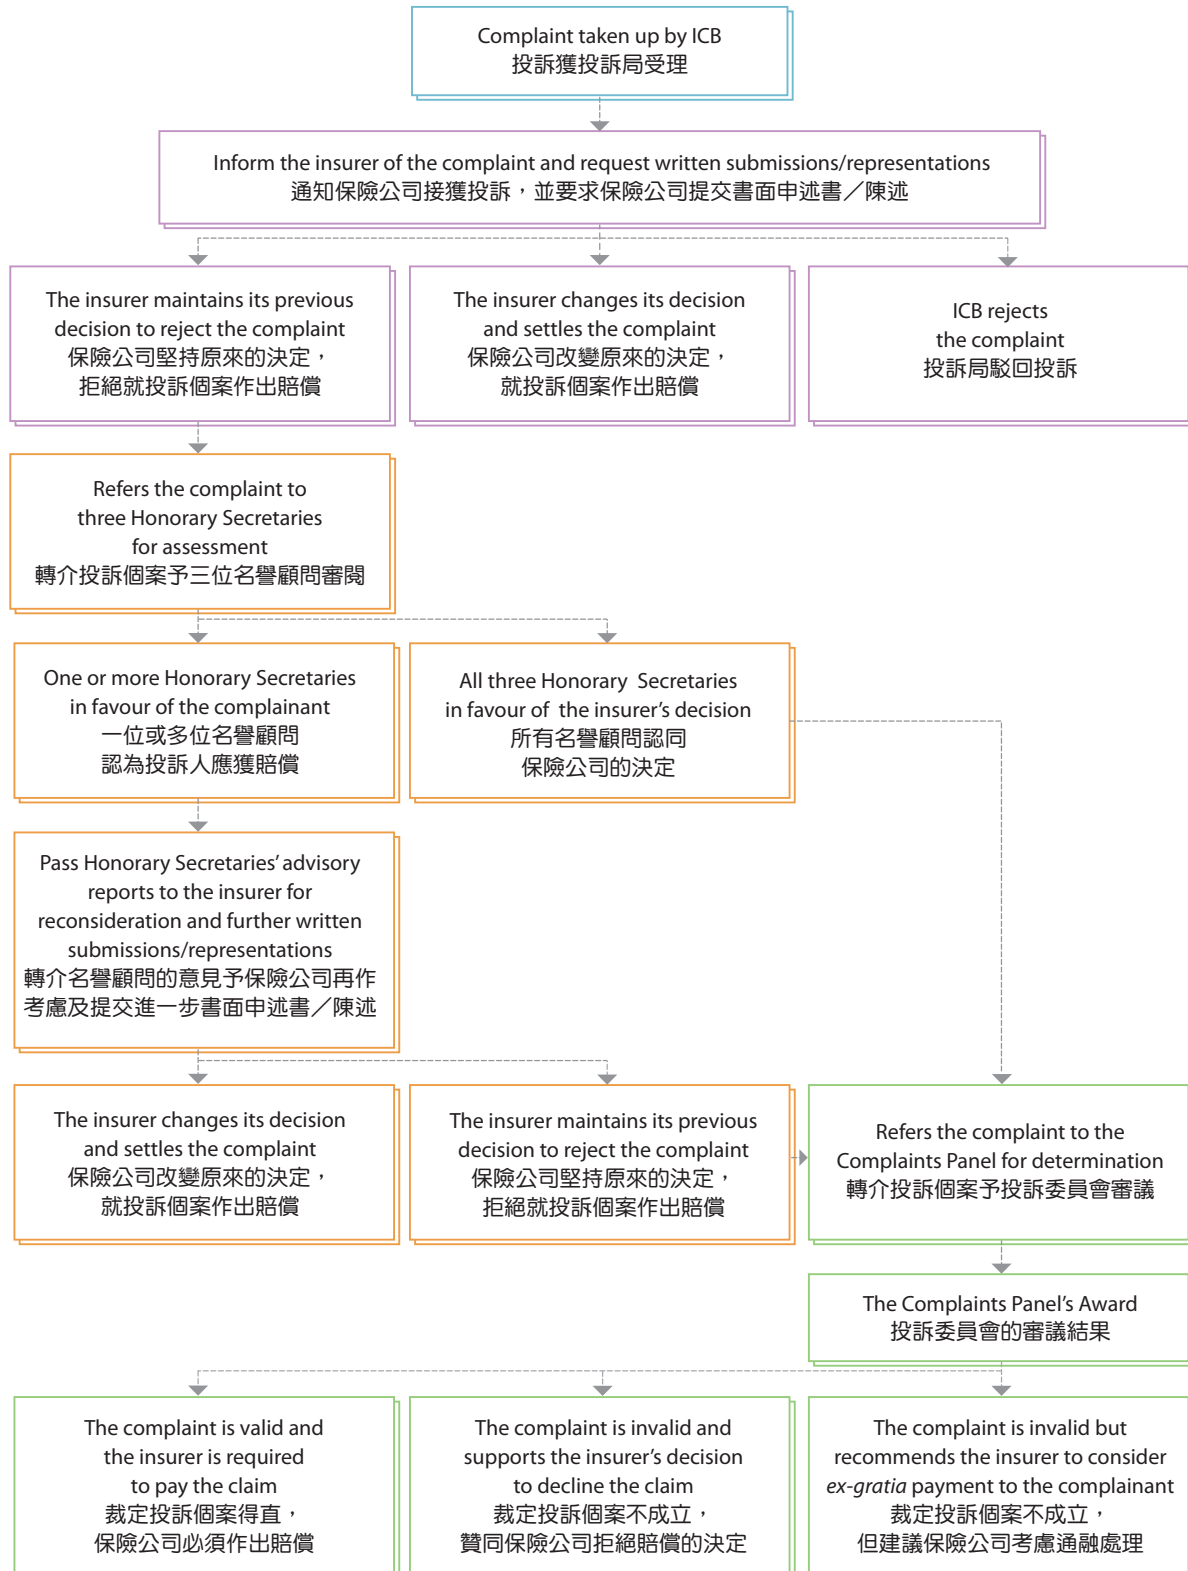 Complaint taken up by ICB
投訴獲投訴局受理
Inform the insurer of the complaint and request written submissions/representations
通知保險公司接獲投訴，並要求保險公司提交書面申述書／陳述
The insurer maintains its previous
decision to reject the complaint
保險公司堅持原來的決定，
拒絕就投訴個案作出賠償
The insurer changes its decision
and settles the complaint
保險公司改變原來的決定，
就投訴個案作出賠償
ICB rejects
the complaint
投訴局駁回投訴
Refers the complaint to
three Honorary Secretaries
for assessment
轉介投訴個案予三位名譽顧問審閱
One or more Honorary Secretaries
in favour of the complainant
一位或多位名譽顧問
認為投訴人應獲賠償
All three Honorary Secretaries
in favour of the insurer’s decision
所有名譽顧問認同
保險公司的決定
Pass Honorary Secretaries’ advisory
reports to the insurer for
reconsideration and further written
submissions/representations
轉介名譽顧問的意見予保險公司再作
考慮及提交進一步書面申述書／陳述
The insurer changes its decision
and settles the complaint
保險公司改變原來的決定，
就投訴個案作出賠償
The insurer maintains its previous
decision to reject the complaint
保險公司堅持原來的決定，
拒絕就投訴個案作出賠償
Refers the complaint to the
Complaints Panel for determination
轉介投訴個案予投訴委員會審議
The Complaints Panel’s Award
投訴委員會的審議結果
The complaint is valid and
the insurer is required
to pay the claim
裁定投訴個案得直，
保險公司必須作出賠償
The complaint is invalid and
supports the insurer’s decision
to decline the claim
裁定投訴個案不成立，
贊同保險公司拒絕賠償的決定
The complaint is invalid but
recommends the insurer to consider
ex-gratia payment to the complainant
裁定投訴個案不成立，
但建議保險公司考慮通融處理